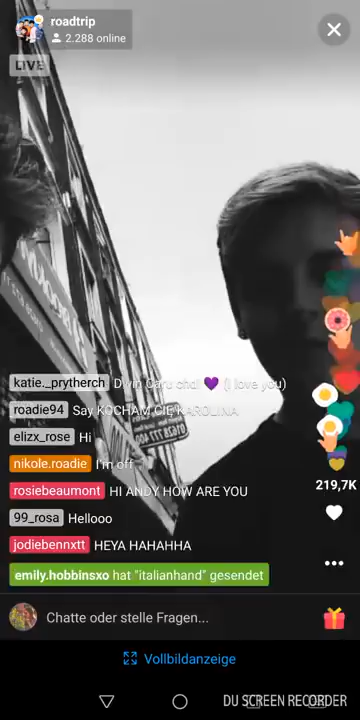 roadtrip
2.288 online
LIVE
katie._prytherch Dwin Caru chdi 💜 (I love you)
roadie94 Say KOCHAM CIĘ KAROLINA
elizx_rose Hi
nikole.roadie I'm off
rosiebeaumont HI ANDY HOW ARE YOU
99_rosa Hellooo
jodiebennxtt HEYA HAHAHHA
emily.hobbinsxo hat "italianhand" gesendet
219,7K
Chatte oder stelle Fragen...
Vollbildanzeige
DU SCREEN RECORDER